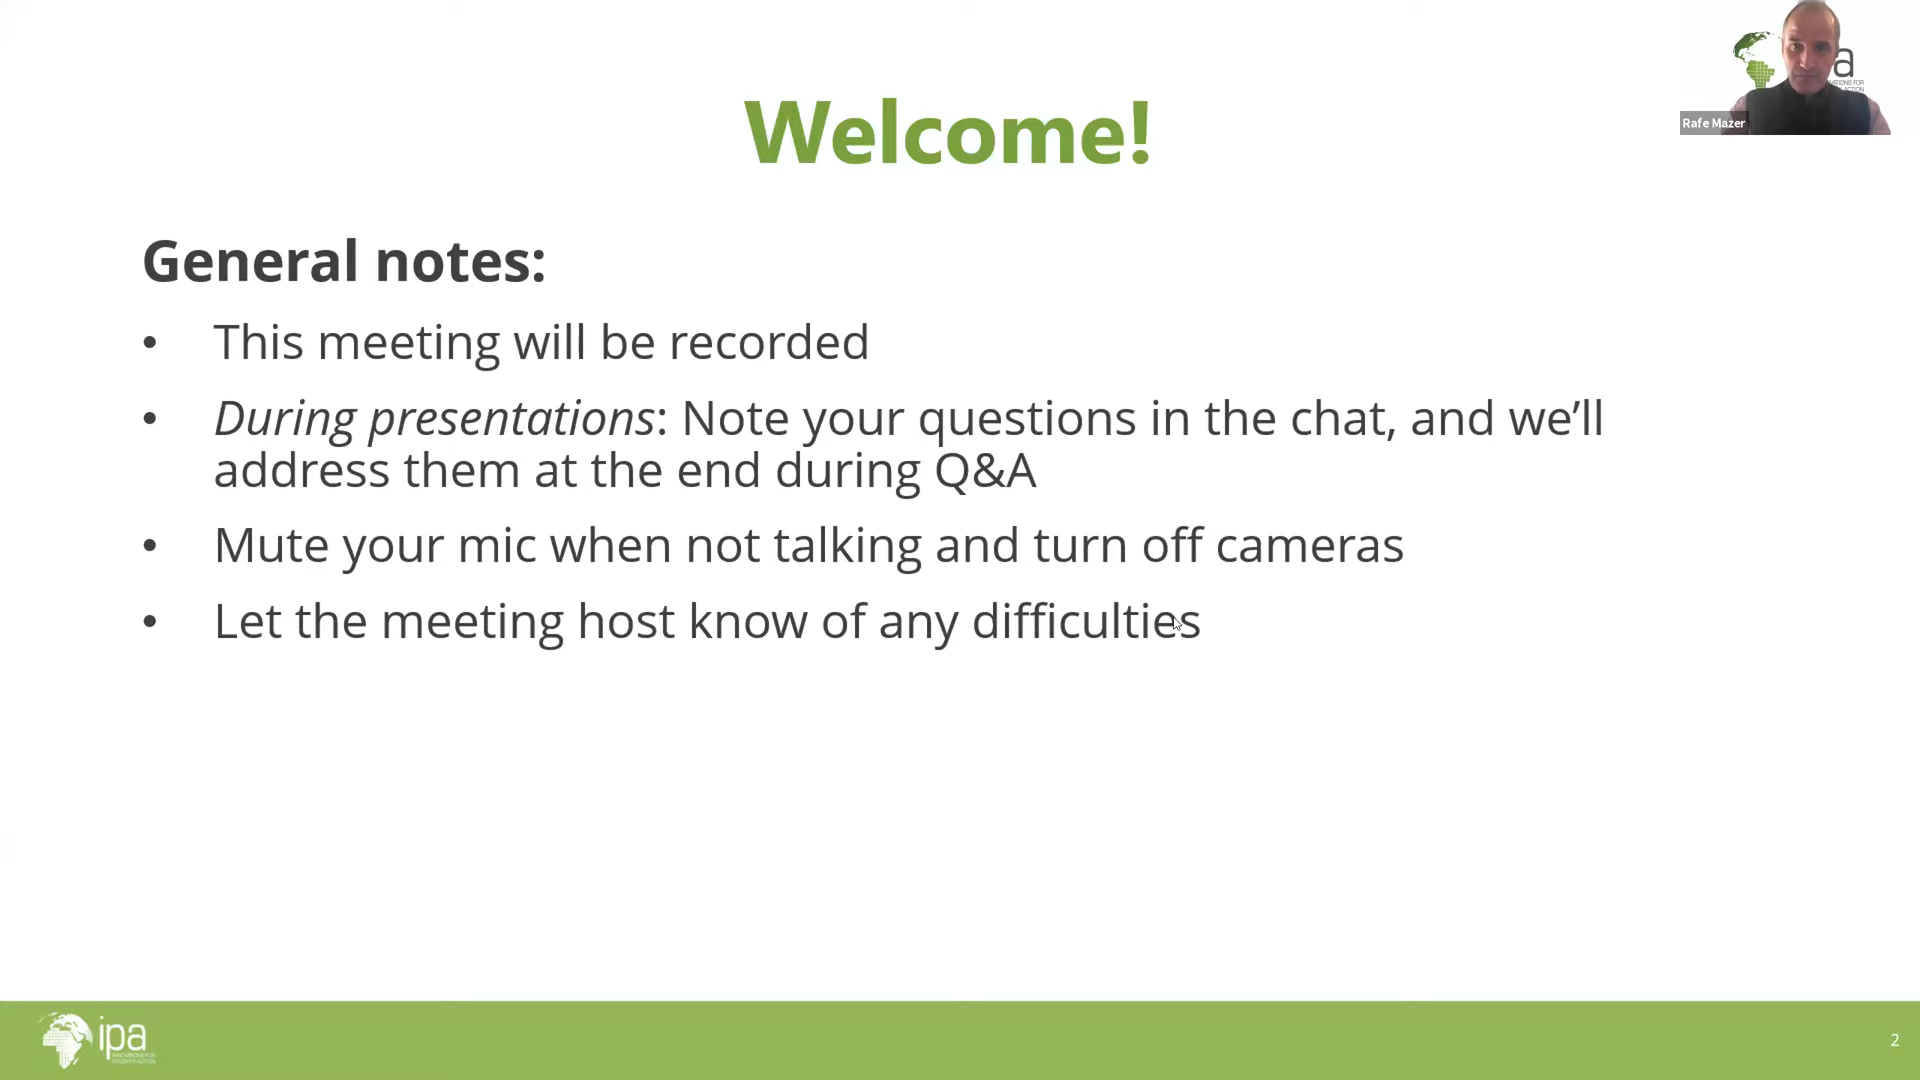 Welcome!
a
Rafe Mazer
General notes:
• This meeting will be recorded
• During presentations: Note your questions in the chat, and we’ll
address them at the end during Q&A
• Mute your mic when not talking and turn off cameras
• Let the meeting host know of any difficulties
ipa
2